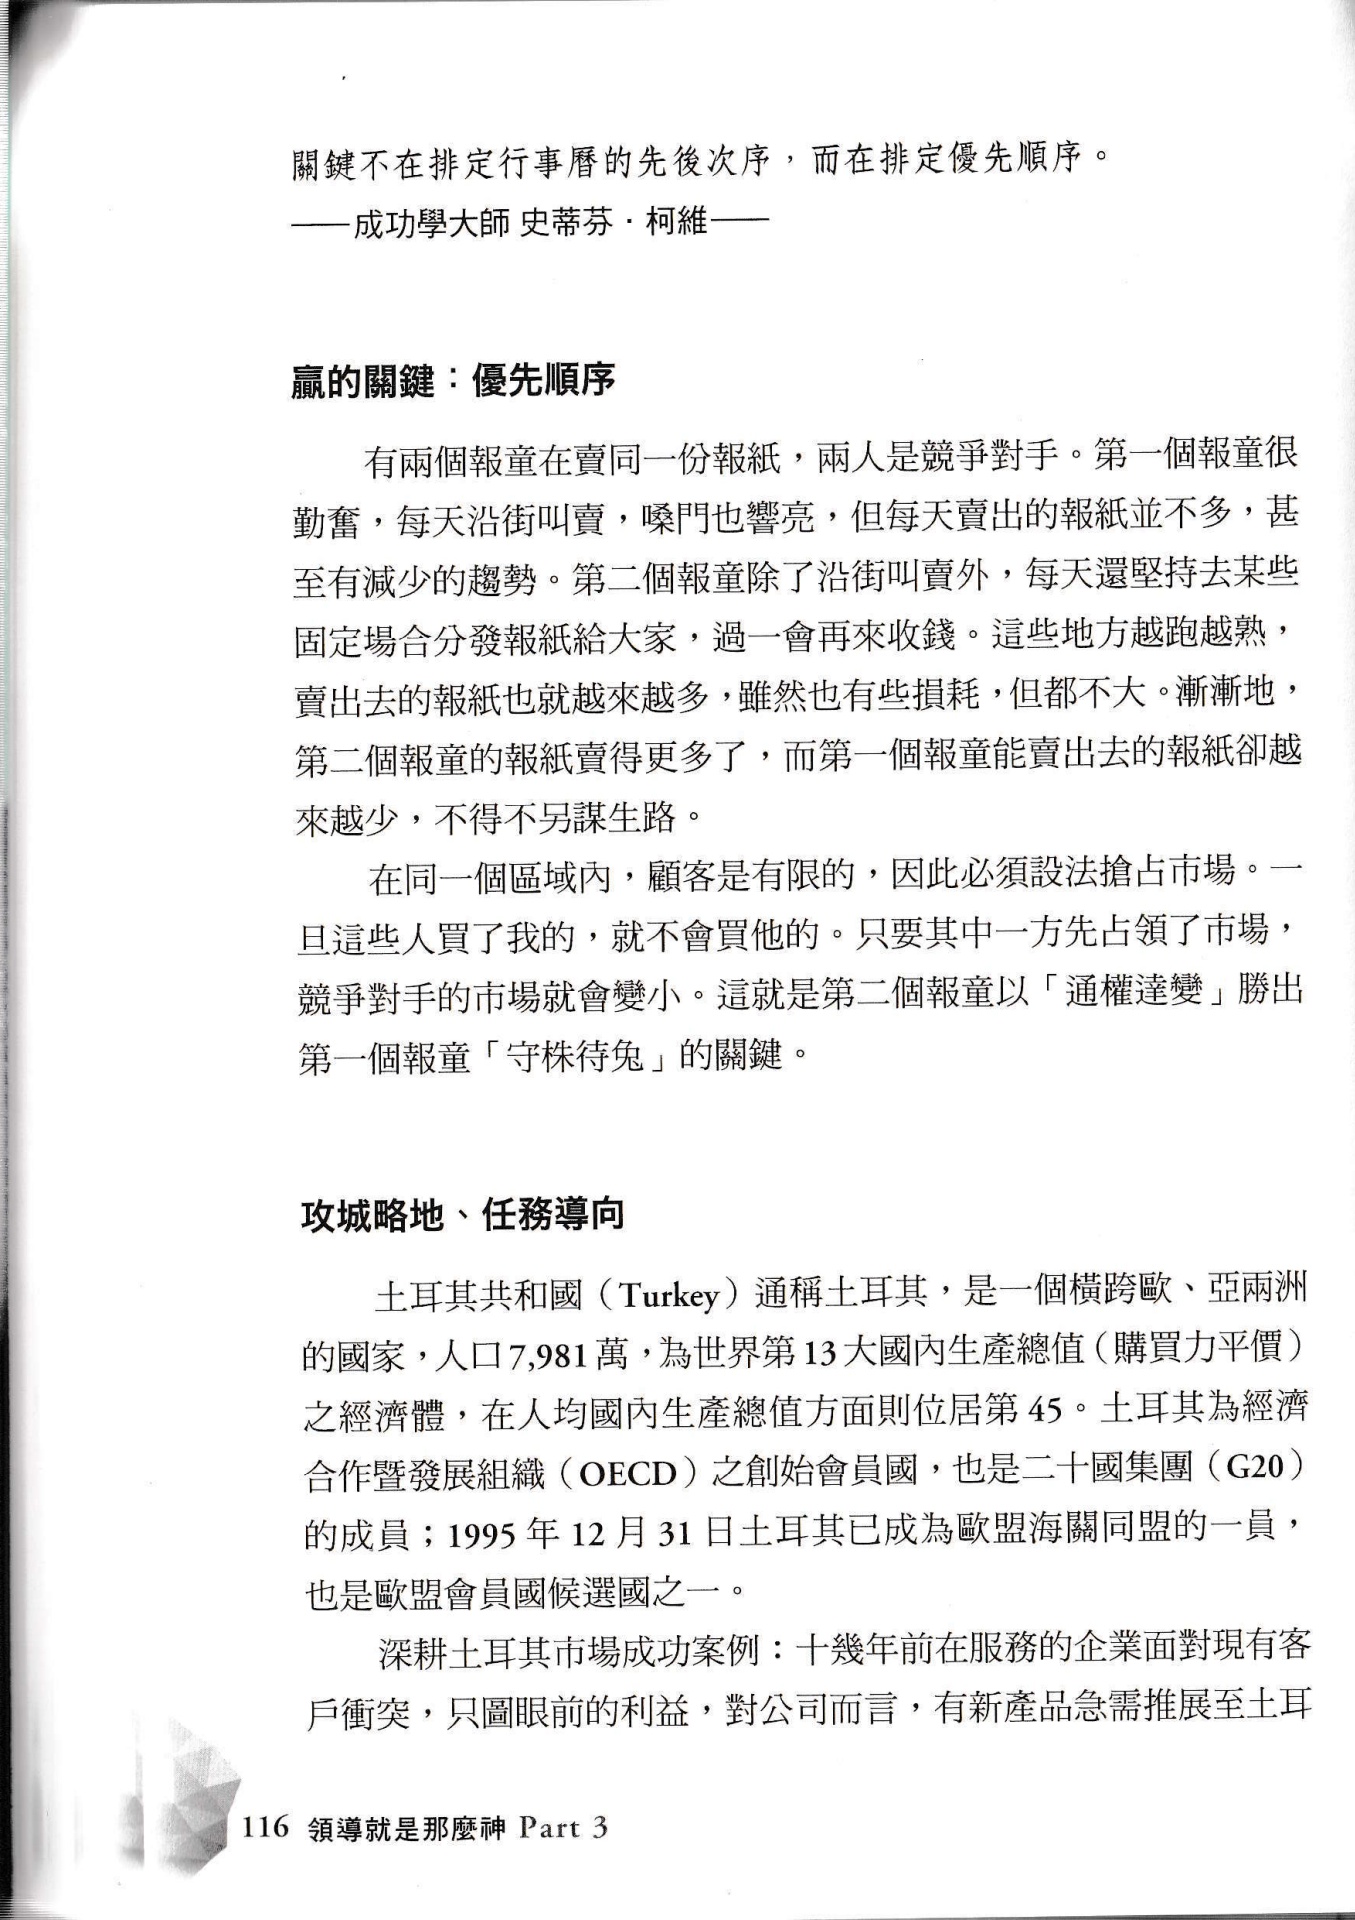 關鍵不在排定行事曆的先後次序，而在排定優先順序。
——成功學大師 史蒂芬·柯維——
贏的關鍵：優先順序
有兩個報童在賣同一份報紙，兩人是競爭對手。第一個報童很
勤奮，每天沿街叫賣，嗓門也響亮，但每天賣出的報紙並不多，甚
至有減少的趨勢。第二個報童除了沿街叫賣外，每天還堅持去某些
固定場合分發報紙給大家，過一會再來收錢。這些地方越跑越熟，
賣出去的報紙也就越來越多，雖然也有些損耗，但都不大。漸漸地，
第二個報童的報紙賣得更多了，而第一個報童能賣出去的報紙卻越
來越少，不得不另謀生路。
在同一個區域內，顧客是有限的，因此必須設法搶占市場。一
旦這些人買了我的，就不會買他的。只要其中一方先占領了市場，
競爭對手的市場就會變小。這就是第二個報童以「通權達變」勝出
第一個報童「守株待兔」的關鍵。
攻城略地、任務導向
土耳其共和國（Turkey）通稱土耳其，是一個橫跨歐、亞兩洲
的國家，人口7,981萬，為世界第13大國內生產總值（購買力平價）
之經濟體，在人均國內生產總值方面則位居第 45。土耳其為經濟
合作暨發展組織（OECD）之創始會員國，也是二十國集團（G20）
的成員；1995 年 12 月 31 日土耳其已成為歐盟海關同盟的一員，
也是歐盟會員國候選國之一。
深耕土耳其市場成功案例：十幾年前在服務的企業面對現有客
戶衝突，只圖眼前的利益，對公司而言，有新產品急需推展至土耳
116 領導就是那麼神 Part 3